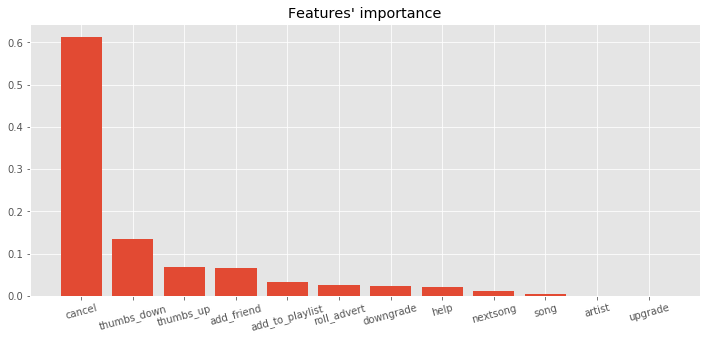 Features' importance
0.6
0.5
0.4
0.3
0.2
0.1
0.0
cancel
thumbs_down
thumbs_up
add_friend
add_to_playlist
roll_advert
downgrade
help
nextsong
song
artist
upgrade